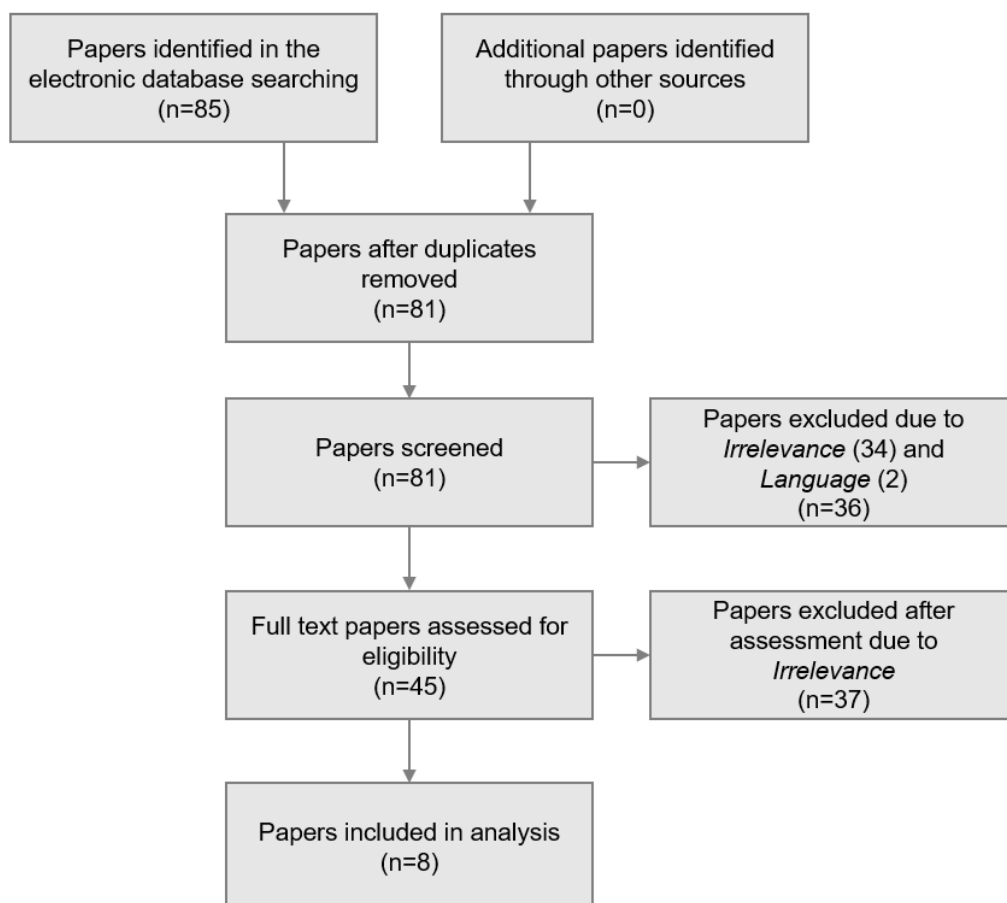 Papers identified in the
electronic database searching
(n=85)
Additional papers identified
through other sources
(n=0)
Papers after duplicates
removed
(n=81)
Papers screened
(n=81)
Papers excluded due to
Irrelevance (34) and
Language (2)
(n=36)
Full text papers assessed for
eligibility
(n=45)
Papers excluded after
assessment due to
Irrelevance
(n=37)
Papers included in analysis
(n=8)